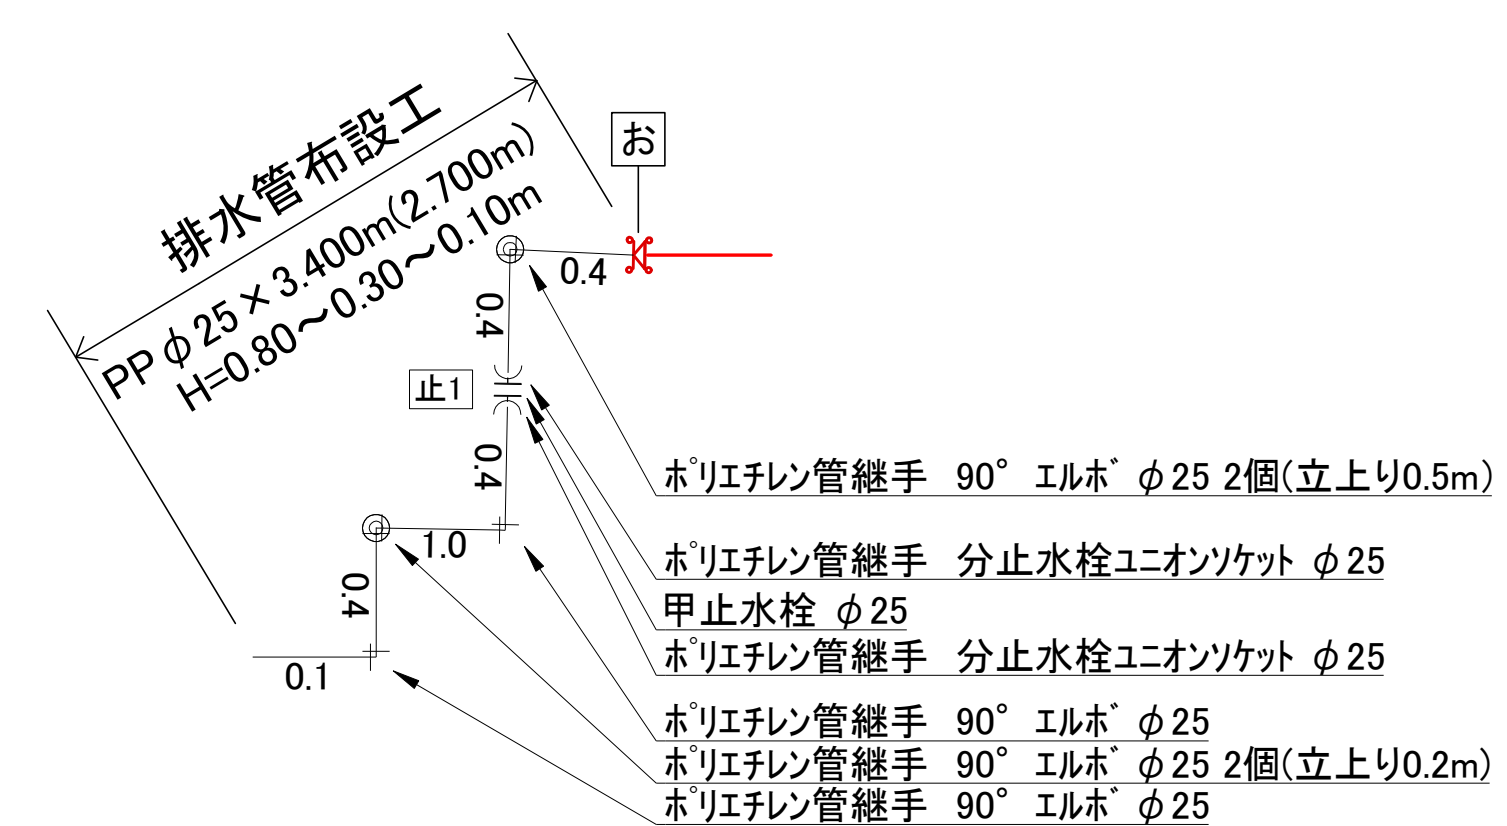 排水管布設工
PPφ25×3.400m(2.700m)
H=0.80～0.30～0.10m
お
0.4
0.4
止1
0.4
1.0
0.4
0.1
ﾎﾟﾘｴﾁﾚﾝ管継手　90°　ｴﾙﾎﾞ φ25 2個(立上り0.5m)
ﾎﾟﾘｴﾁﾚﾝ管継手　分止水栓ﾕﾆｵﾝｿｹｯﾄ φ25
甲止水栓 φ25
ﾎﾟﾘｴﾁﾚﾝ管継手　分止水栓ﾕﾆｵﾝｿｹｯﾄ φ25
ﾎﾟﾘｴﾁﾚﾝ管継手　90°　ｴﾙﾎﾞ φ25
ﾎﾟﾘｴﾁﾚﾝ管継手　90°　ｴﾙﾎﾞ φ25 2個(立上り0.2m)
ﾎﾟﾘｴﾁﾚﾝ管継手　90°　ｴﾙﾎﾞ φ25